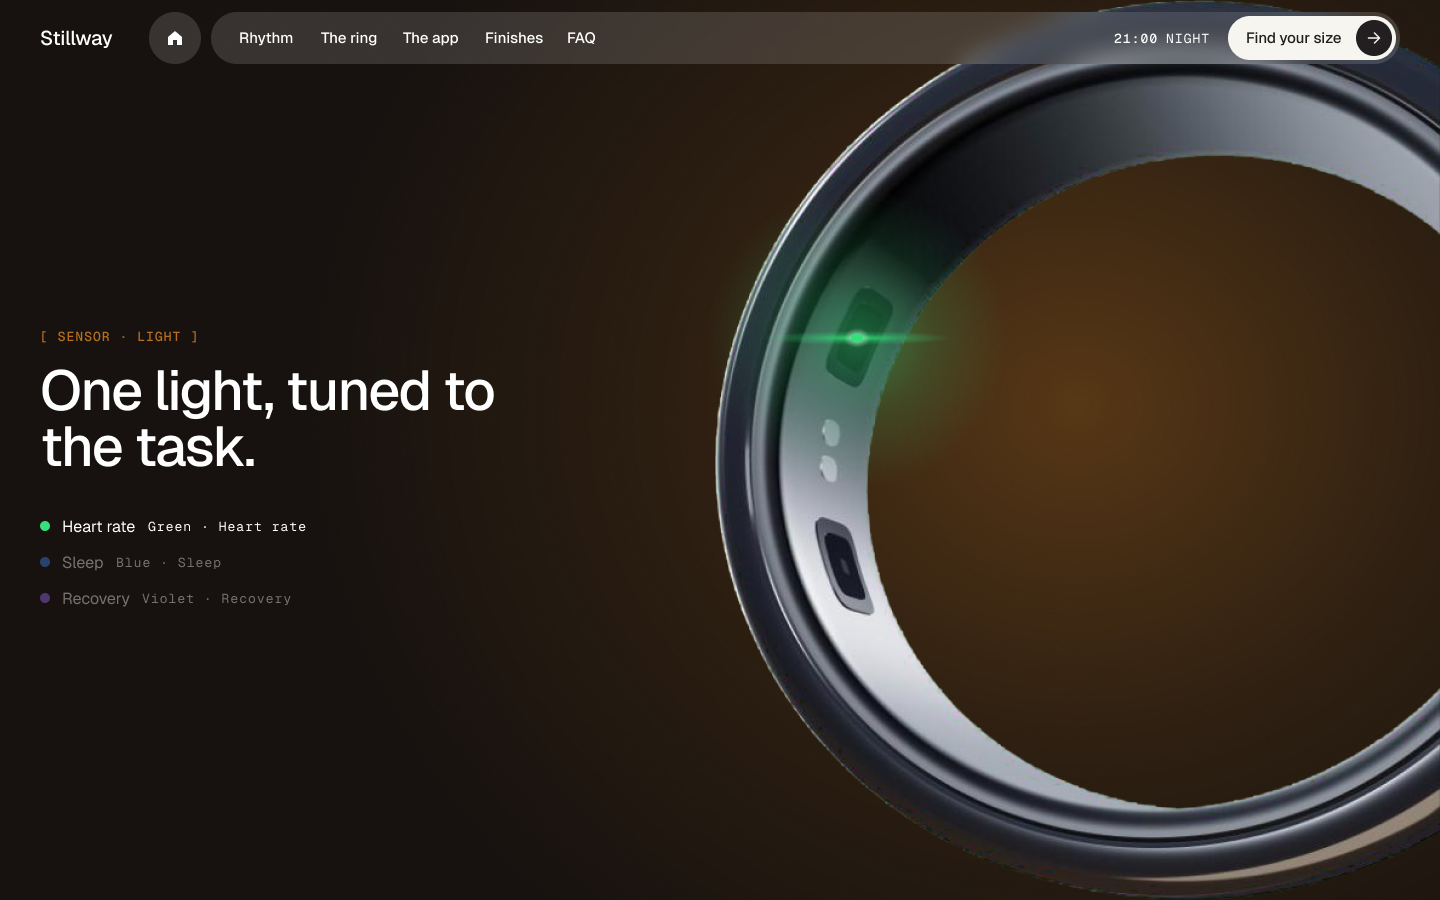 Stillway
Rhythm
The ring
The app
Finishes
FAQ
21:00 NIGHT
Find your size
[ SENSOR · LIGHT ]
One light, tuned to
the task.
Heart rate Green · Heart rate
Sleep Blue · Sleep
Recovery Violet · Recovery